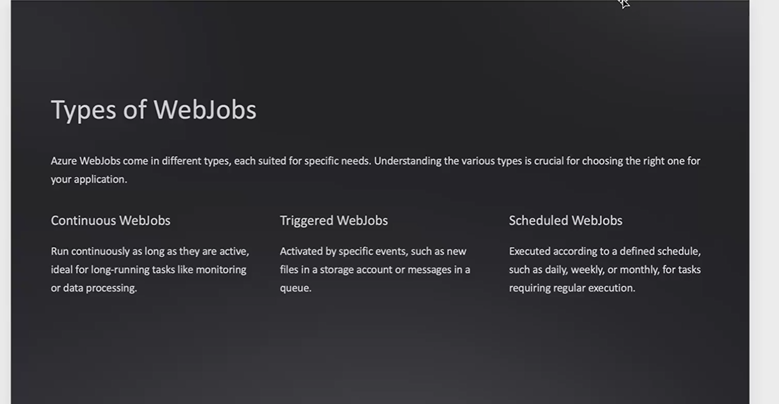 Types of WebJobs
Azure WebJobs come in different types, each suited for specific needs. Understanding the various types is crucial for choosing the right one for
your application.
Continuous WebJobs
Run continuously as long as they are active,
ideal for long-running tasks like monitoring
or data processing.
Triggered WebJobs
Activated by specific events, such as new
files in a storage account or messages in a
queue.
Scheduled WebJobs
Executed according to a defined schedule,
such as daily, weekly, or monthly, for tasks
requiring regular execution.